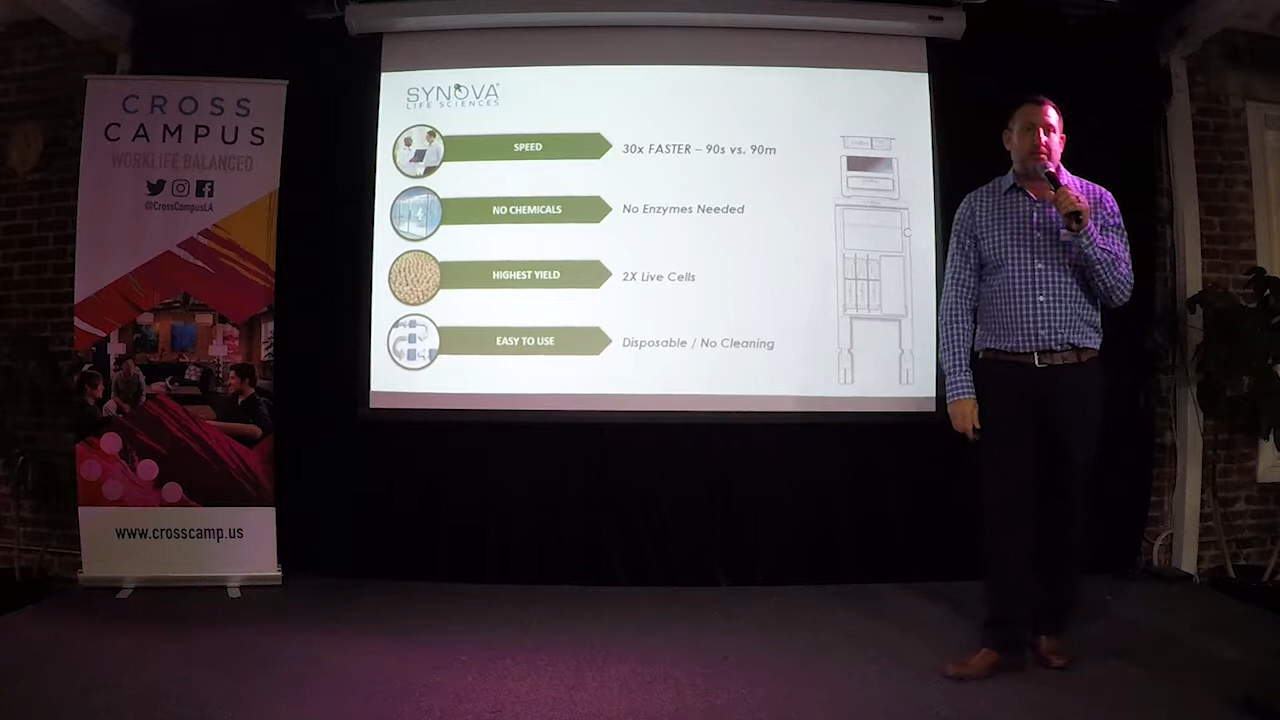 CROSS
CAMPUS
WORKLIFE BALANCED
@CrossCampusLA
www.crosscamp.us
SYNOVA
LIFE SCIENCES
SPEED
30x FASTER – 90s vs. 90m
NO CHEMICALS
No Enzymes Needed
HIGHEST YIELD
2X Live Cells
EASY TO USE
Disposable / No Cleaning